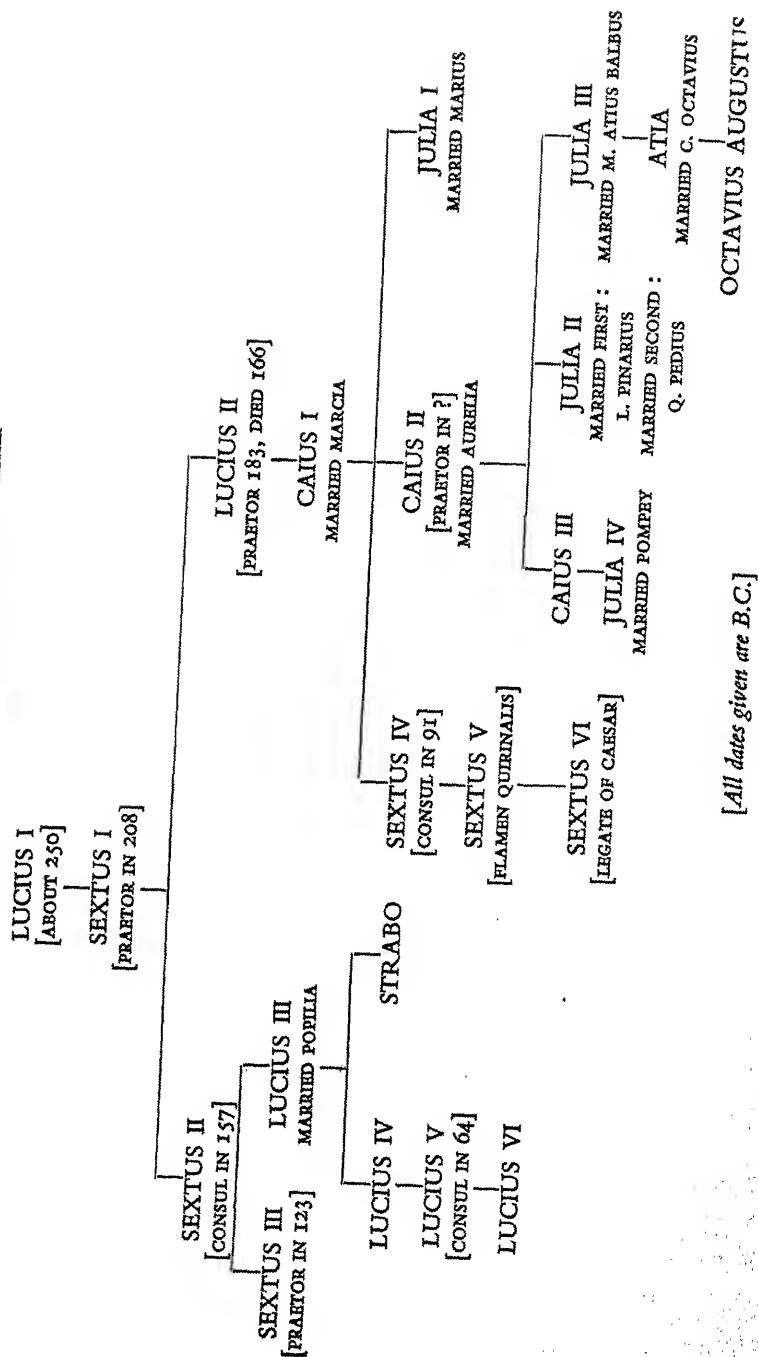 LUCIUS I
[ABOUT 250]
SEXTUS I
[PRAETOR IN 208]
SEXTUS II
[CONSUL IN 157]
LUCIUS II
[PRAETOR 183, DIED 166]
SEXTUS III
[PRAETOR IN 123]
LUCIUS III
MARRIED POPILIA
CAIUS I
MARRIED MARCIA
LUCIUS IV
STRABO
SEXTUS IV
[CONSUL IN 91]
CAIUS II
[PRAETOR IN ?]
MARRIED AURELIA
JULIA I
MARRIED MARIUS
LUCIUS V
[CONSUL IN 64]
SEXTUS V
[FLAMEN QUIRINALIS]
LUCIUS VI
SEXTUS VI
[LEGATE OF CAESAR]
CAIUS III
JULIA IV
MARRIED POMPEY
JULIA II
MARRIED FIRST :
L. PINARIUS
MARRIED SECOND :
Q. PEDIUS
JULIA III
MARRIED M. ATIUS BALBUS
ATIA
MARRIED C. OCTAVIUS
OCTAVIUS AUGUSTUS
[All dates given are B.C.]